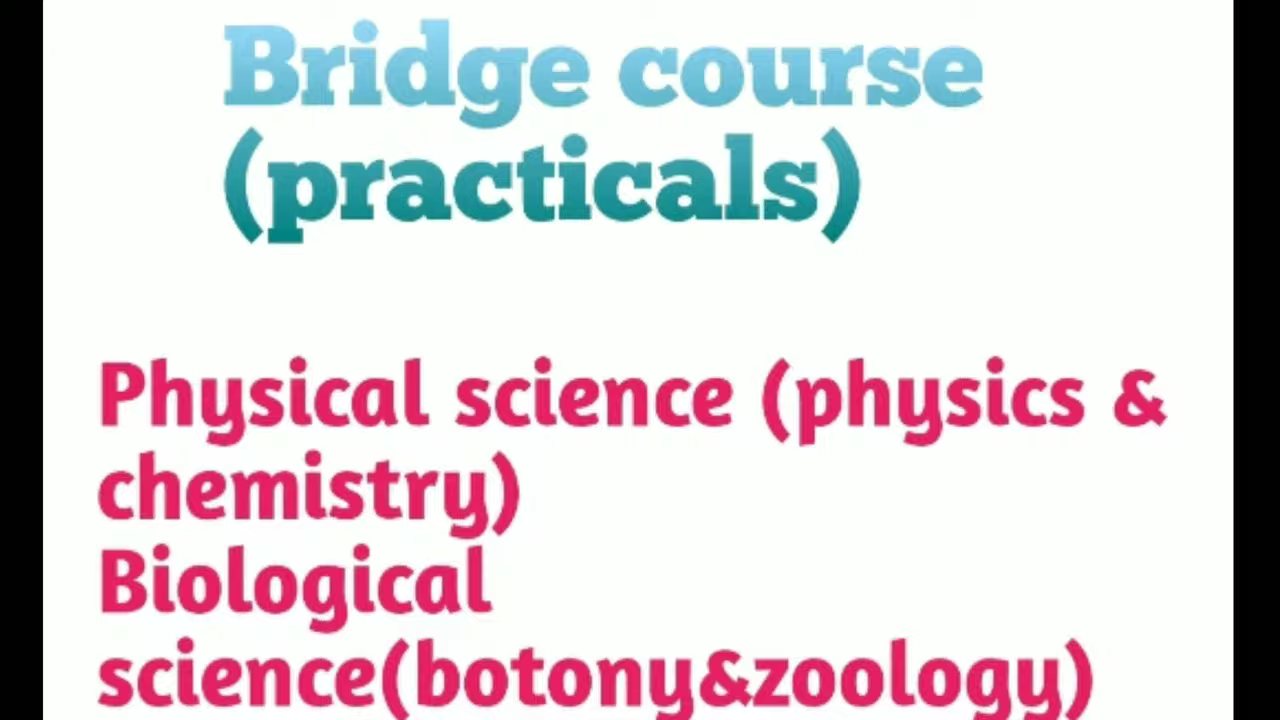 Bridge course
(practicals)
Physical science (physics &
chemistry)
Biological
science(botony&zoology)